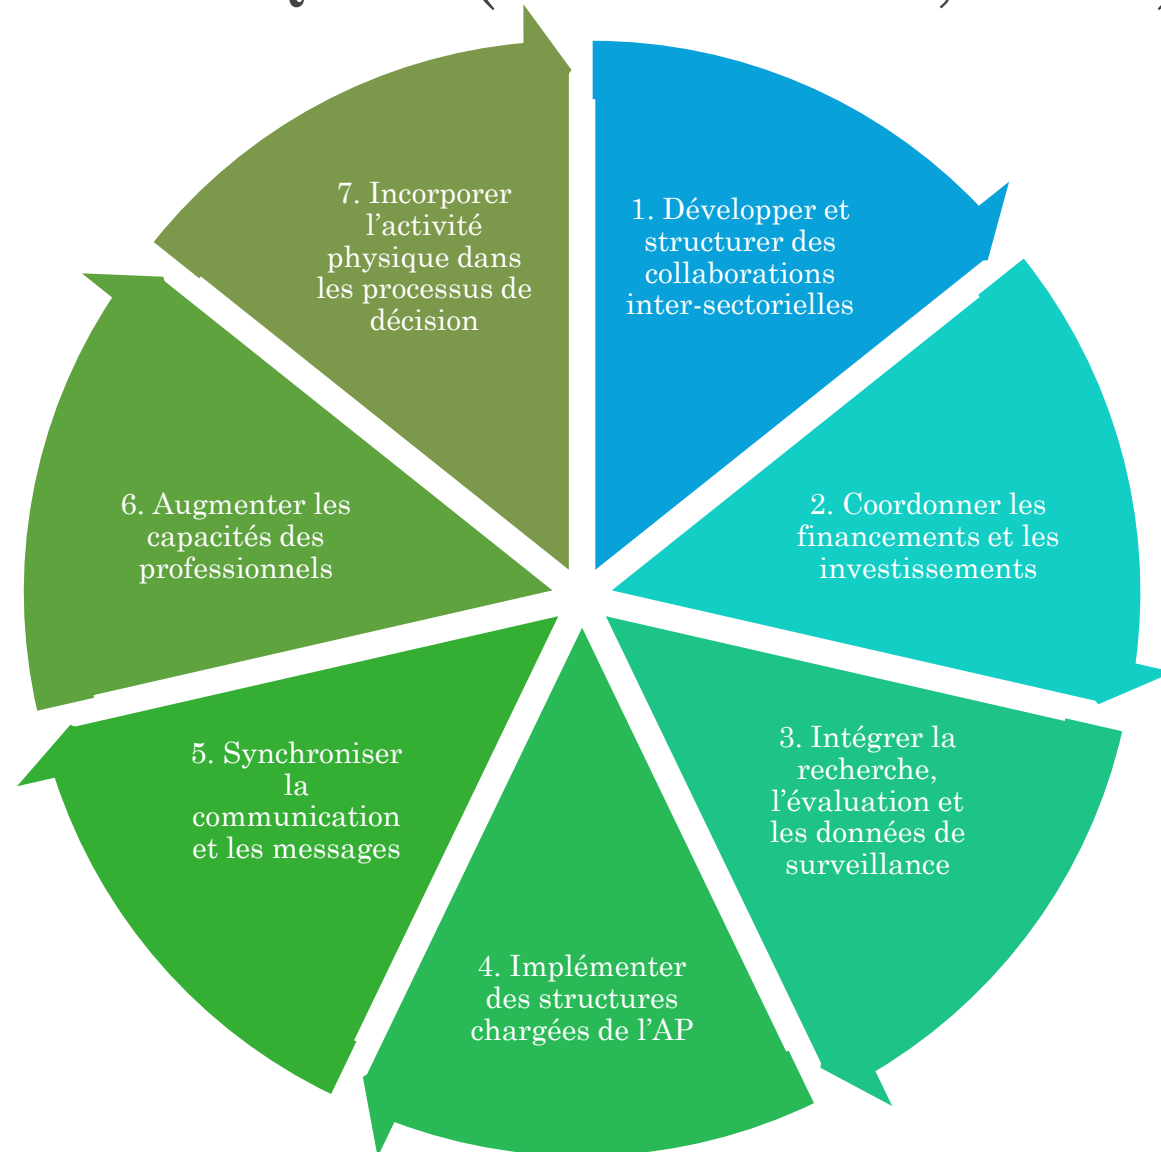 1. Développer et
structurer des
collaborations
inter-sectorielles
2. Coordonner les
financements et les
investissements
3. Intégrer la
recherche,
l’évaluation et
les données de
surveillance
4. Implémenter
des structures
chargées de l’AP
5. Synchroniser
la
communication
et les messages
6. Augmenter les
capacités des
professionnels
7. Incorporer
l’activité
physique dans
les processus de
décision